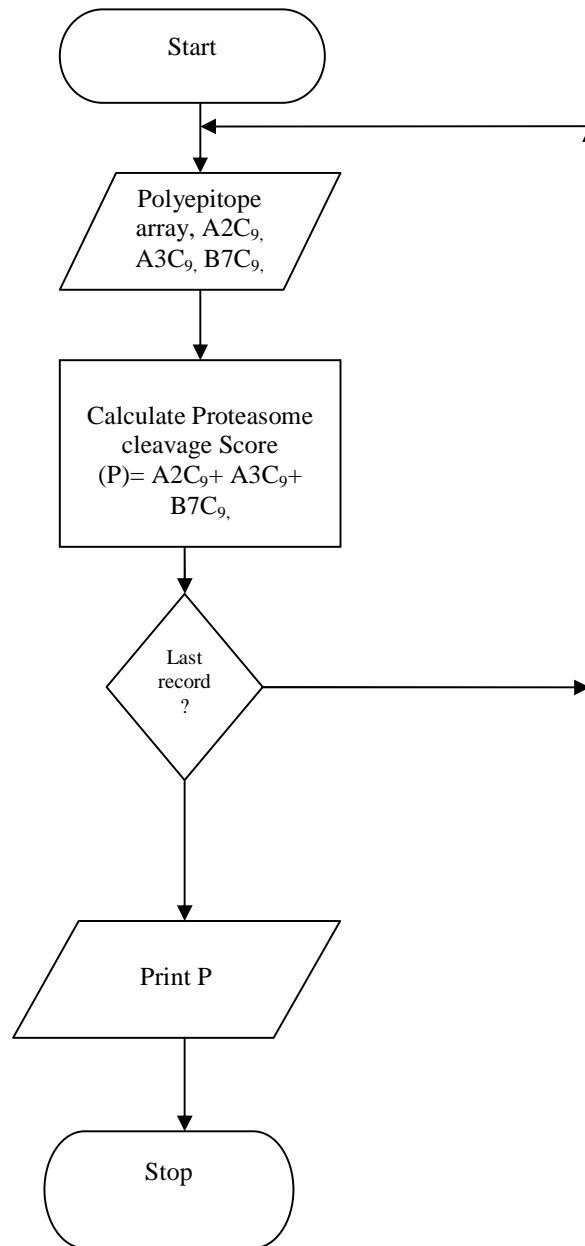 Start
Polyepitope
array, A2C₉,
A3C₉, B7C₉,
Calculate Proteasome
cleavage Score
(P)= A2C₉+ A3C₉+
B7C₉,
Last
record
?
Print P
Stop